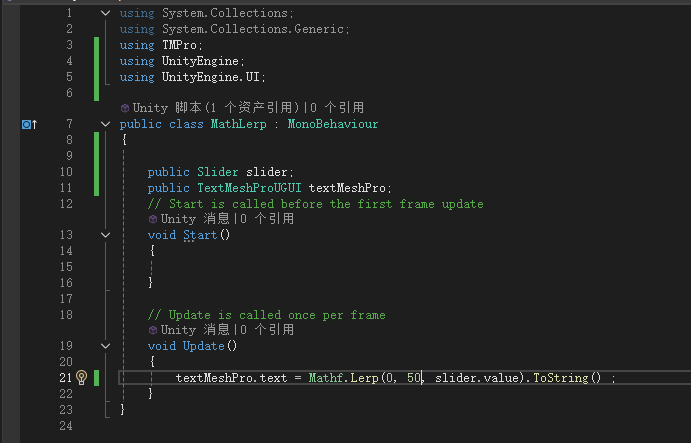 1 using System.Collections;
2 using System.Collections.Generic;
3 using TMPro;
4 using UnityEngine;
5 using UnityEngine.UI;
6
Unity 脚本(1 个资产引用)|0 个引用
7 public class MathLerp : MonoBehaviour
8 {
9
10 public Slider slider;
11 public TextMeshProUGUI textMeshPro;
12 // Start is called before the first frame update
Unity 消息|0 个引用
13 void Start()
14 {
15
16 }
17
18 // Update is called once per frame
Unity 消息|0 个引用
19 void Update()
20 {
21 textMeshPro.text = Mathf.Lerp(0, 50, slider.value).ToString() ;
22 }
23 }
24